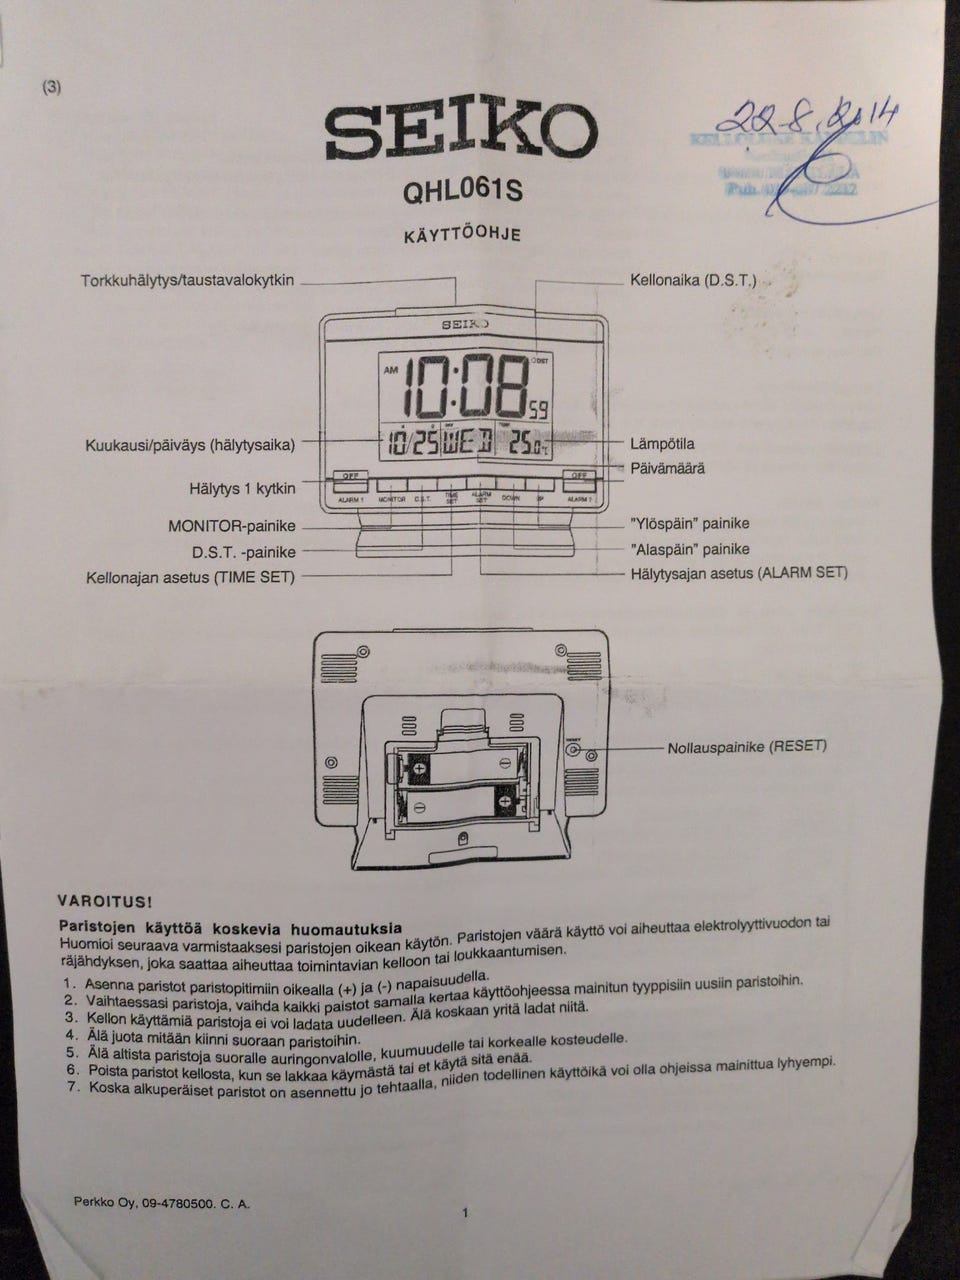 (3)
SEIKO
22.8.2014
QHL061S
KÄYTTÖOHJE
Torkkuhälytys/taustavalokytkin
Kellonaika (D.S.T.)
SEIKO
AM
10:08 59
DST
10/25 WED 25.0°C
Kuukausi/päiväys (hälytysaika)
Lämpötila
Päivämäärä
OFF
OFF
Hälytys 1 kytkin
ALARM 1 MONITOR D.S.T. TIME SET ALARM SET DOWN UP ALARM 2
MONITOR-painike
"Ylöspäin" painike
D.S.T. -painike
"Alaspäin" painike
Kellonajan asetus (TIME SET)
Hälytysajan asetus (ALARM SET)
RESET
Nollauspainike (RESET)
VAROITUS!
Paristojen käyttöä koskevia huomautuksia
Huomioi seuraava varmistaaksesi paristojen oikean käytön. Paristojen väärä käyttö voi aiheuttaa elektrolyyttivuodon tai
räjähdyksen, joka saattaa aiheuttaa toimintavian kelloon tai loukkaantumisen.
1. Asenna paristot paristopitimiin oikealla (+) ja (-) napaisuudella.
2. Vaihtaessasi paristoja, vaihda kaikki paistot samalla kertaa käyttöohjeessa mainitun tyyppisiin uusiin paristoihin.
3. Kellon käyttämiä paristoja ei voi ladata uudelleen. Älä koskaan yritä ladat niitä.
4. Älä juota mitään kiinni suoraan paristoihin.
5. Älä altista paristoja suoralle auringonvalolle, kuumuudelle tai korkealle kosteudelle.
6. Poista paristot kellosta, kun se lakkaa käymästä tai et käytä sitä enää.
7. Koska alkuperäiset paristot on asennettu jo tehtaalla, niiden todellinen käyttöikä voi olla ohjeissa mainittua lyhyempi.
Perkko Oy, 09-4780500. C. A.
1